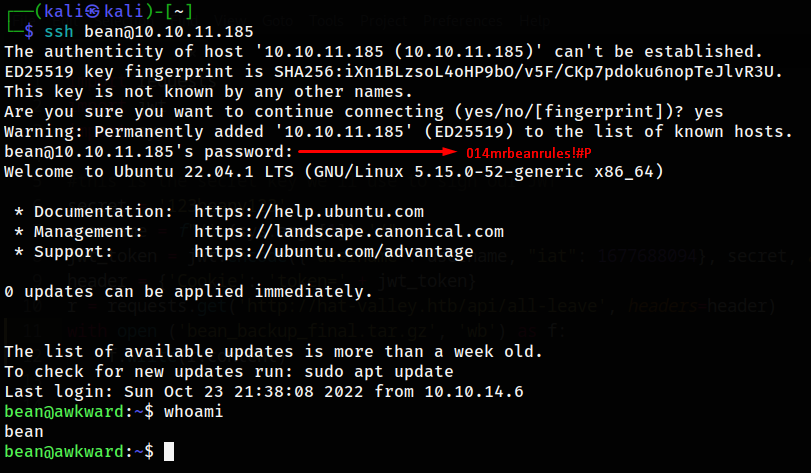 ┌──(kali㉿kali)-[~]
└─$ ssh bean@10.10.11.185
The authenticity of host '10.10.11.185 (10.10.11.185)' can't be established.
ED25519 key fingerprint is SHA256:iXn1BLzsoL4oHP9bO/v5F/CKp7pdoku6nopTeJlvR3U.
This key is not known by any other names.
Are you sure you want to continue connecting (yes/no/[fingerprint])? yes
Warning: Permanently added '10.10.11.185' (ED25519) to the list of known hosts.
bean@10.10.11.185's password: 014mrbeanrules!#P
Welcome to Ubuntu 22.04.1 LTS (GNU/Linux 5.15.0-52-generic x86_64)
* Documentation: https://help.ubuntu.com
* Management: https://landscape.canonical.com
* Support: https://ubuntu.com/advantage
0 updates can be applied immediately.
The list of available updates is more than a week old.
To check for new updates run: sudo apt update
Last login: Sun Oct 23 21:38:08 2022 from 10.10.14.6
bean@awkward:~$ whoami
bean
bean@awkward:~$